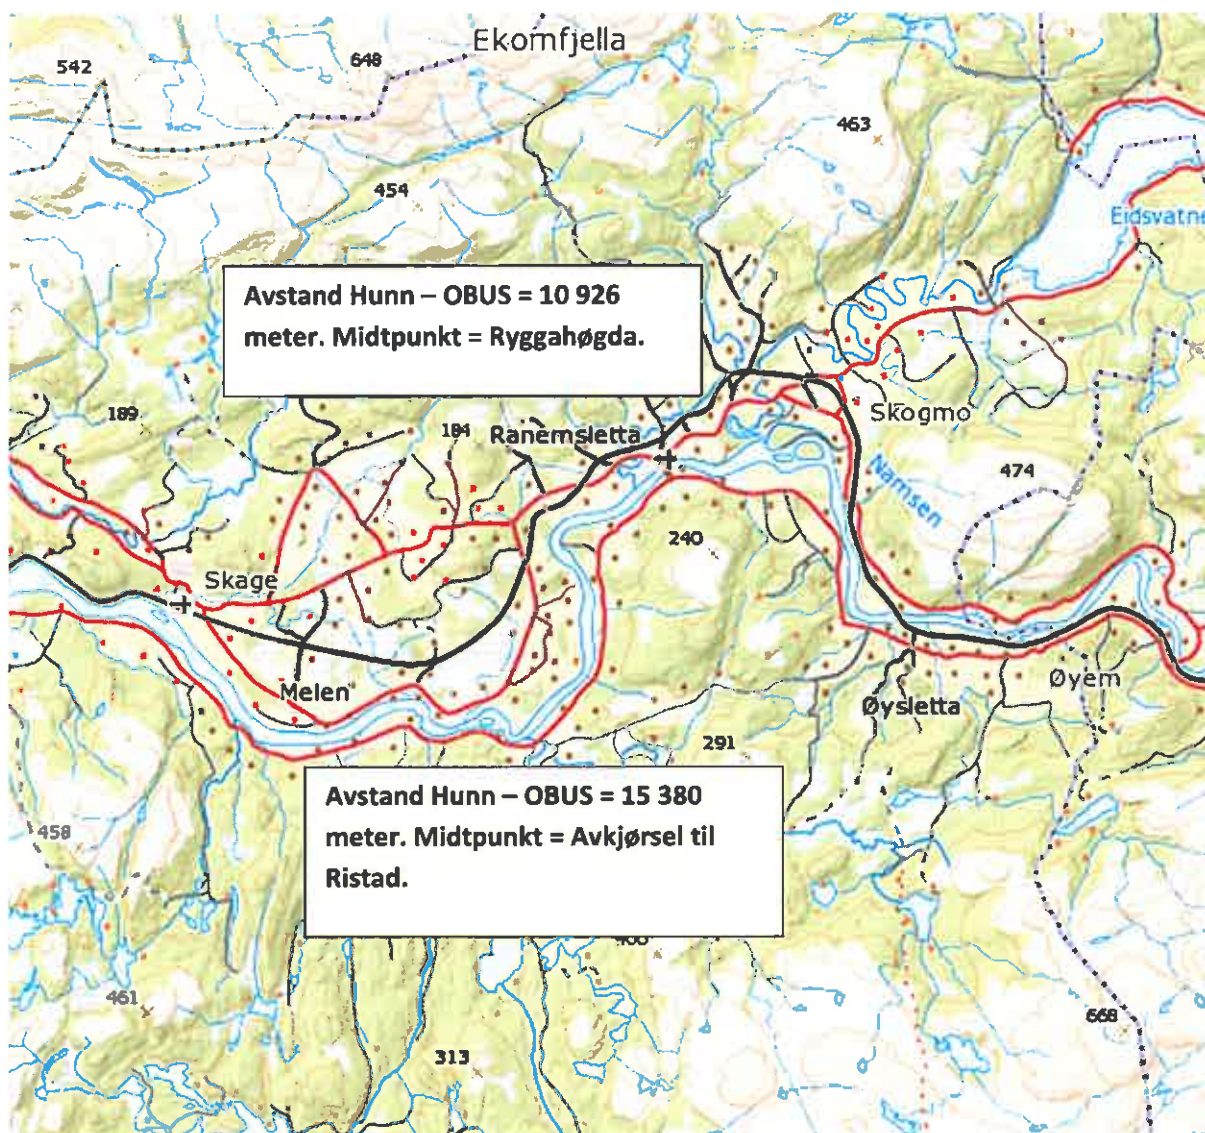 Ekornfjella
542
648
463
454
Eidsvatne
Avstand Hunn – OBUS = 10 926
meter. Midtpunkt = Ryggahøgda.
189
184
Ranemsletta
Skogmo
474
Namsen
240
Skage
Melen
Øysletta
Øyem
291
Avstand Hunn – OBUS = 15 380
meter. Midtpunkt = Avkjørsel til
Ristad.
458
461
313
668